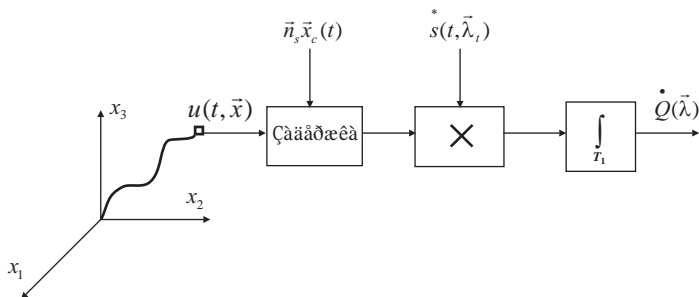 n⃗ₛx⃗꜀(t)
s*(t,λ⃗ₜ)
x₃
u(t,x⃗)
Çàäåðæêà
×
∫
T₁
Q̇(λ⃗)
x₂
x₁